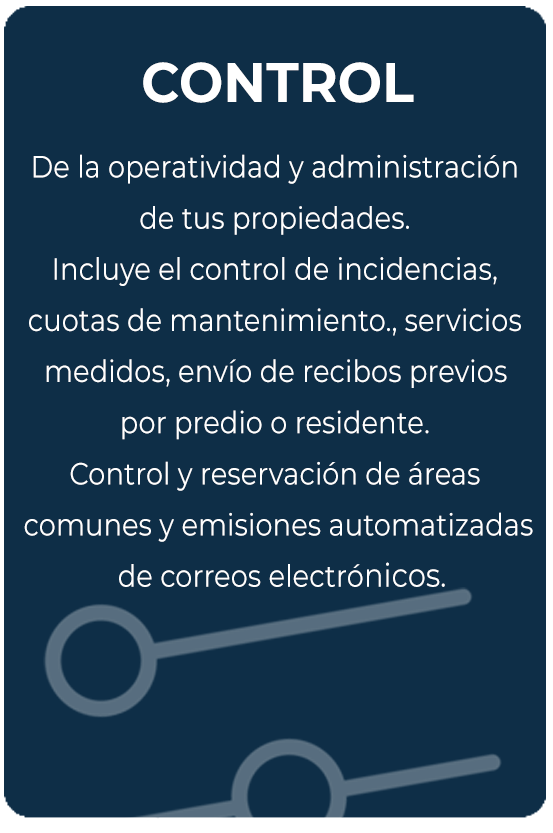 CONTROL
De la operatividad y administración
de tus propiedades.
Incluye el control de incidencias,
cuotas de mantenimiento., servicios
medidos, envío de recibos previos
por predio o residente.
Control y reservación de áreas
comunes y emisiones automatizadas
de correos electrónicos.